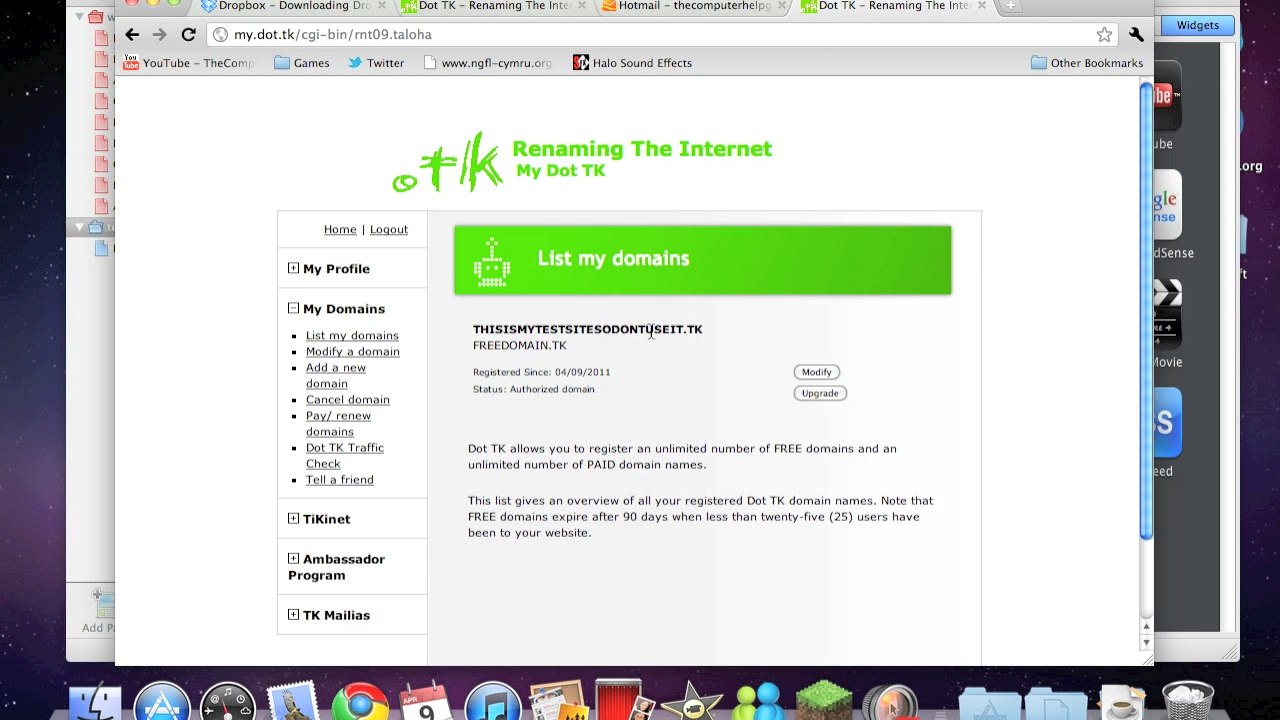 Dropbox - Downloading Dro
Dot TK - Renaming The Inter
Hotmail - thecomputerhelpg
Dot TK - Renaming The Inter
my.dot.tk/cgi-bin/rnt09.taloha
YouTube - TheComp
Games
Twitter
www.ngfl-cymru.org
Halo Sound Effects
Other Bookmarks
Widgets
.TK
Renaming The Internet
My Dot TK
Home | Logout
My Profile
My Domains
List my domains
Modify a domain
Add a new
domain
Cancel domain
Pay/ renew
domains
Dot TK Traffic
Check
Tell a friend
TiKinet
Ambassador
Program
TK Mailias
List my domains
THISISMYTESTSITESODONTUSEIT.TK
FREEDOMAIN.TK
Registered Since: 04/09/2011
Status: Authorized domain
Modify
Upgrade
Dot TK allows you to register an unlimited number of FREE domains and an
unlimited number of PAID domain names.
This list gives an overview of all your registered Dot TK domain names. Note that
FREE domains expire after 90 days when less than twenty-five (25) users have
been to your website.
Add Pa
.org
APR
9